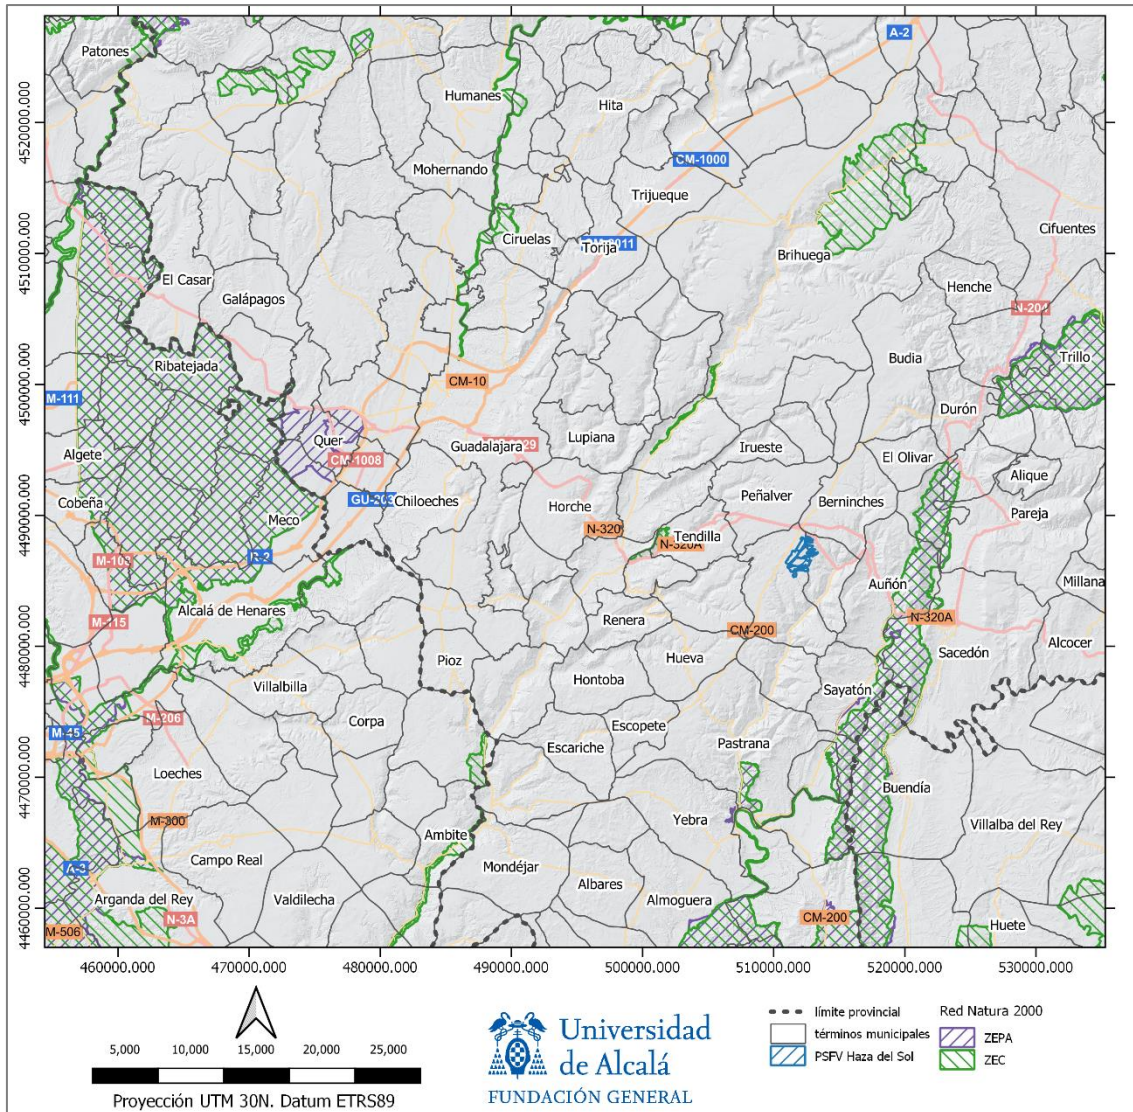 Patones
A-2
Humanes
Hita
4520000.000
CM-1000
Mohernando
Trijueque
Cifuentes
Ciruelas
Torija
4510000.000
Brihuega
El Casar
Galápagos
Henche
N-204
Ribatejada
Budia
Trillo
CM-10
4500000.000
M-111
Durón
Quer
Guadalajara
Lupiana
Irueste
Algete
CM-1008
El Olivar
Alique
Cobeña
GU-203
Chiloeches
Peñalver
Berninches
Horche
Pareja
4490000.000
Meco
N-320
Tendilla
N-320A
R-2
M-103
Auñón
Millana
Alcalá de Henares
N-320A
M-115
Renera
CM-200
Alcocer
4480000.000
Pioz
Hueva
Sacedón
Villalbilla
Hontoba
Sayatón
M-206
Corpa
Escopete
M-45
Escariche
Pastrana
Loeches
4470000.000
Buendía
M-300
Yebra
Villalba del Rey
Ambite
Campo Real
Mondéjar
A-3
Albares
Arganda del Rey
Valdilecha
Almoguera
4460000.000
N-3A
CM-200
Huete
M-506
460000.000 470000.000 480000.000 490000.000 500000.000 510000.000 520000.000 530000.000
5,000 10,000 15,000 20,000 25,000
Proyección UTM 30N. Datum ETRS89
Universidad
de Alcalá
FUNDACIÓN GENERAL
límite provincial
términos municipales
PSFV Haza del Sol
Red Natura 2000
ZEPA
ZEC